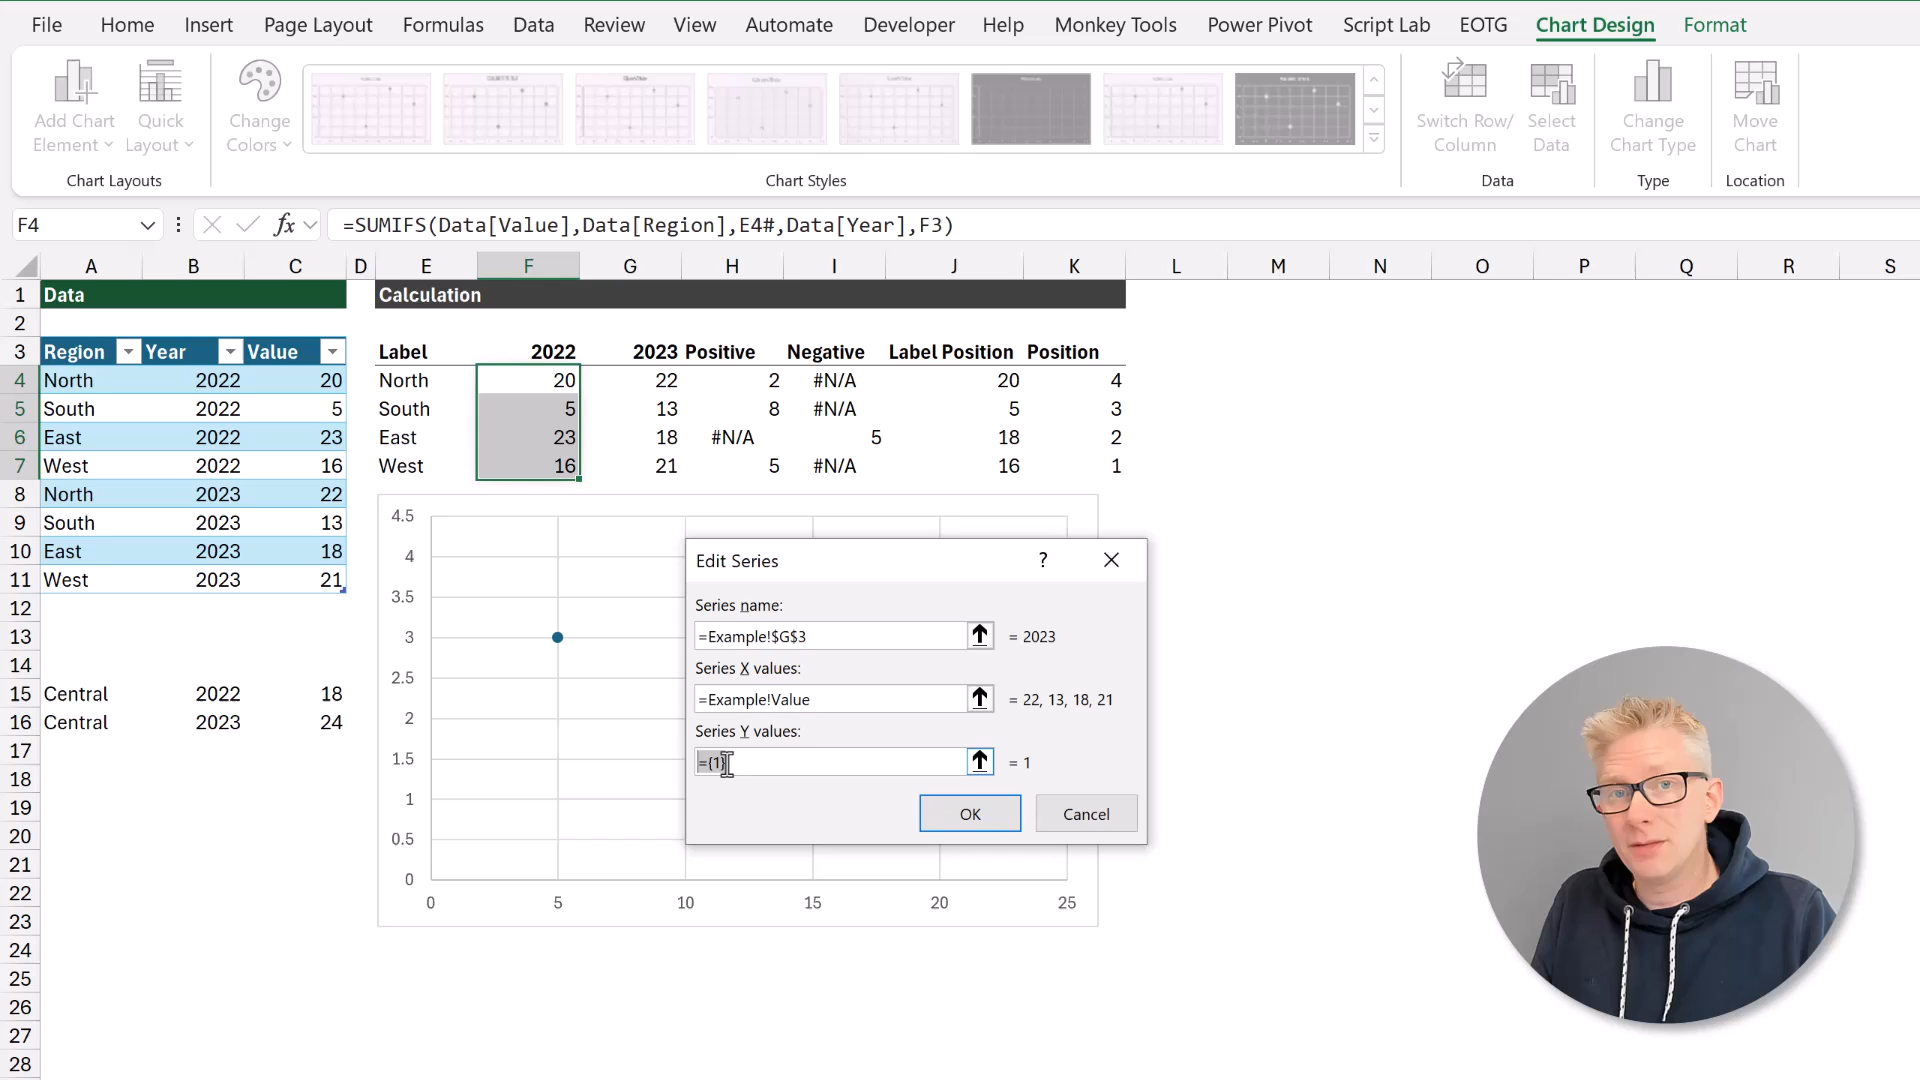 File Home Insert Page Layout Formulas Data Review View Automate Developer Help Monkey Tools Power Pivot Script Lab EOTG Chart Design Format
Add Chart Element
Quick Layout
Change Colors
Switch Row/ Column
Select Data
Change Chart Type
Move Chart
Chart Layouts Chart Styles Data Type Location
F4 fx =SUMIFS(Data[Value],Data[Region],E4#,Data[Year],F3)
A B C D E F G H I J K L M N O P Q R S
1 Data Calculation
2
3 Region Year Value Label 2022 2023 Positive Negative Label Position Position
4 North 2022 20 North 20 22 2 #N/A 20 4
5 South 2022 5 South 5 13 8 #N/A 5 3
6 East 2022 23 East 23 18 #N/A 5 18 2
7 West 2022 16 West 16 21 5 #N/A 16 1
8 North 2023 22
9 South 2023 13
10 East 2023 18
11 West 2023 21
12
13
14
15 Central 2022 18
16 Central 2023 24
17
18
19
20
21
22
23
24
25
26
27
28
4.5
4
3.5
3
2.5
2
1.5
1
0.5
0
0 5 10 15 20 25
Edit Series ?
Series name:
=Example!$G$3 = 2023
Series X values:
=Example!Value = 22, 13, 18, 21
Series Y values:
={1} = 1
OK Cancel